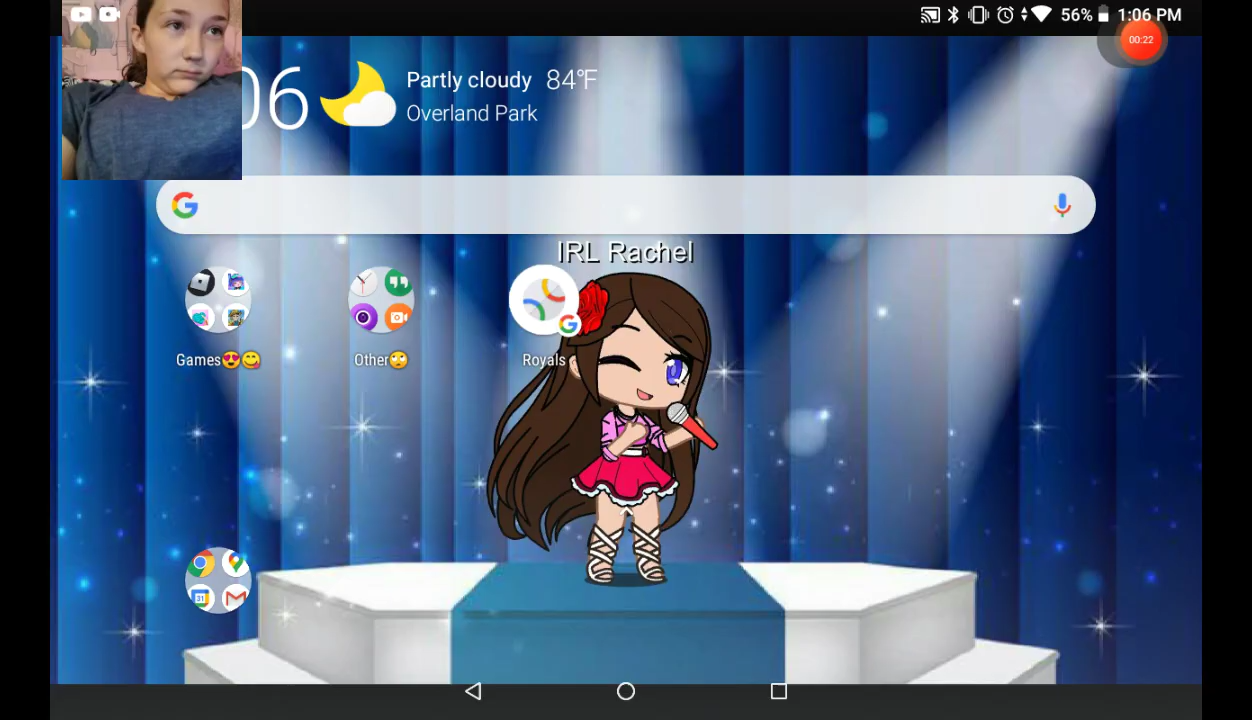 56% 1:06 PM
00:22
06
Partly cloudy 84°F
Overland Park
G
IRL Rachel
G
Games😍😋
Other🙄
Royals
31